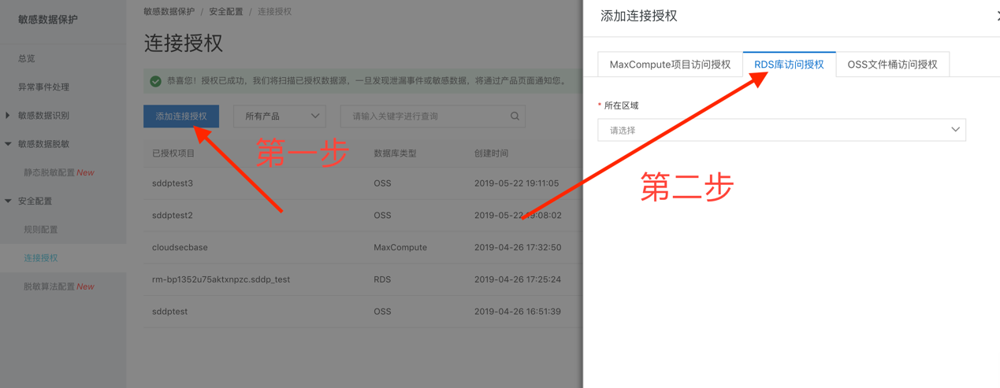 敏感数据保护
总览
异常事件处理
敏感数据识别
敏感数据脱敏
静态脱敏配置 New
安全配置
规则配置
连接授权
脱敏算法配置 New
敏感数据保护 / 安全配置 / 连接授权
连接授权
恭喜您！授权已成功，我们将扫描已授权数据源，一旦发现泄漏事件或敏感数据，将通过产品页面通知您。
添加连接授权 所有产品 请输入关键字进行查询
第一步
已授权项目 数据库类型 创建时间
sddptest3 OSS 2019-05-22 19:11:05
sddptest2 OSS 2019-05-22 19:08:02
cloudsecbase MaxCompute 2019-04-26 17:32:50
rm-bp1352u75aktxnpzc.sddp_test RDS 2019-04-26 17:25:24
sddptest OSS 2019-04-26 16:51:39
添加连接授权
MaxCompute项目访问授权 RDS库访问授权 OSS文件桶访问授权
* 所在区域
请选择
第二步